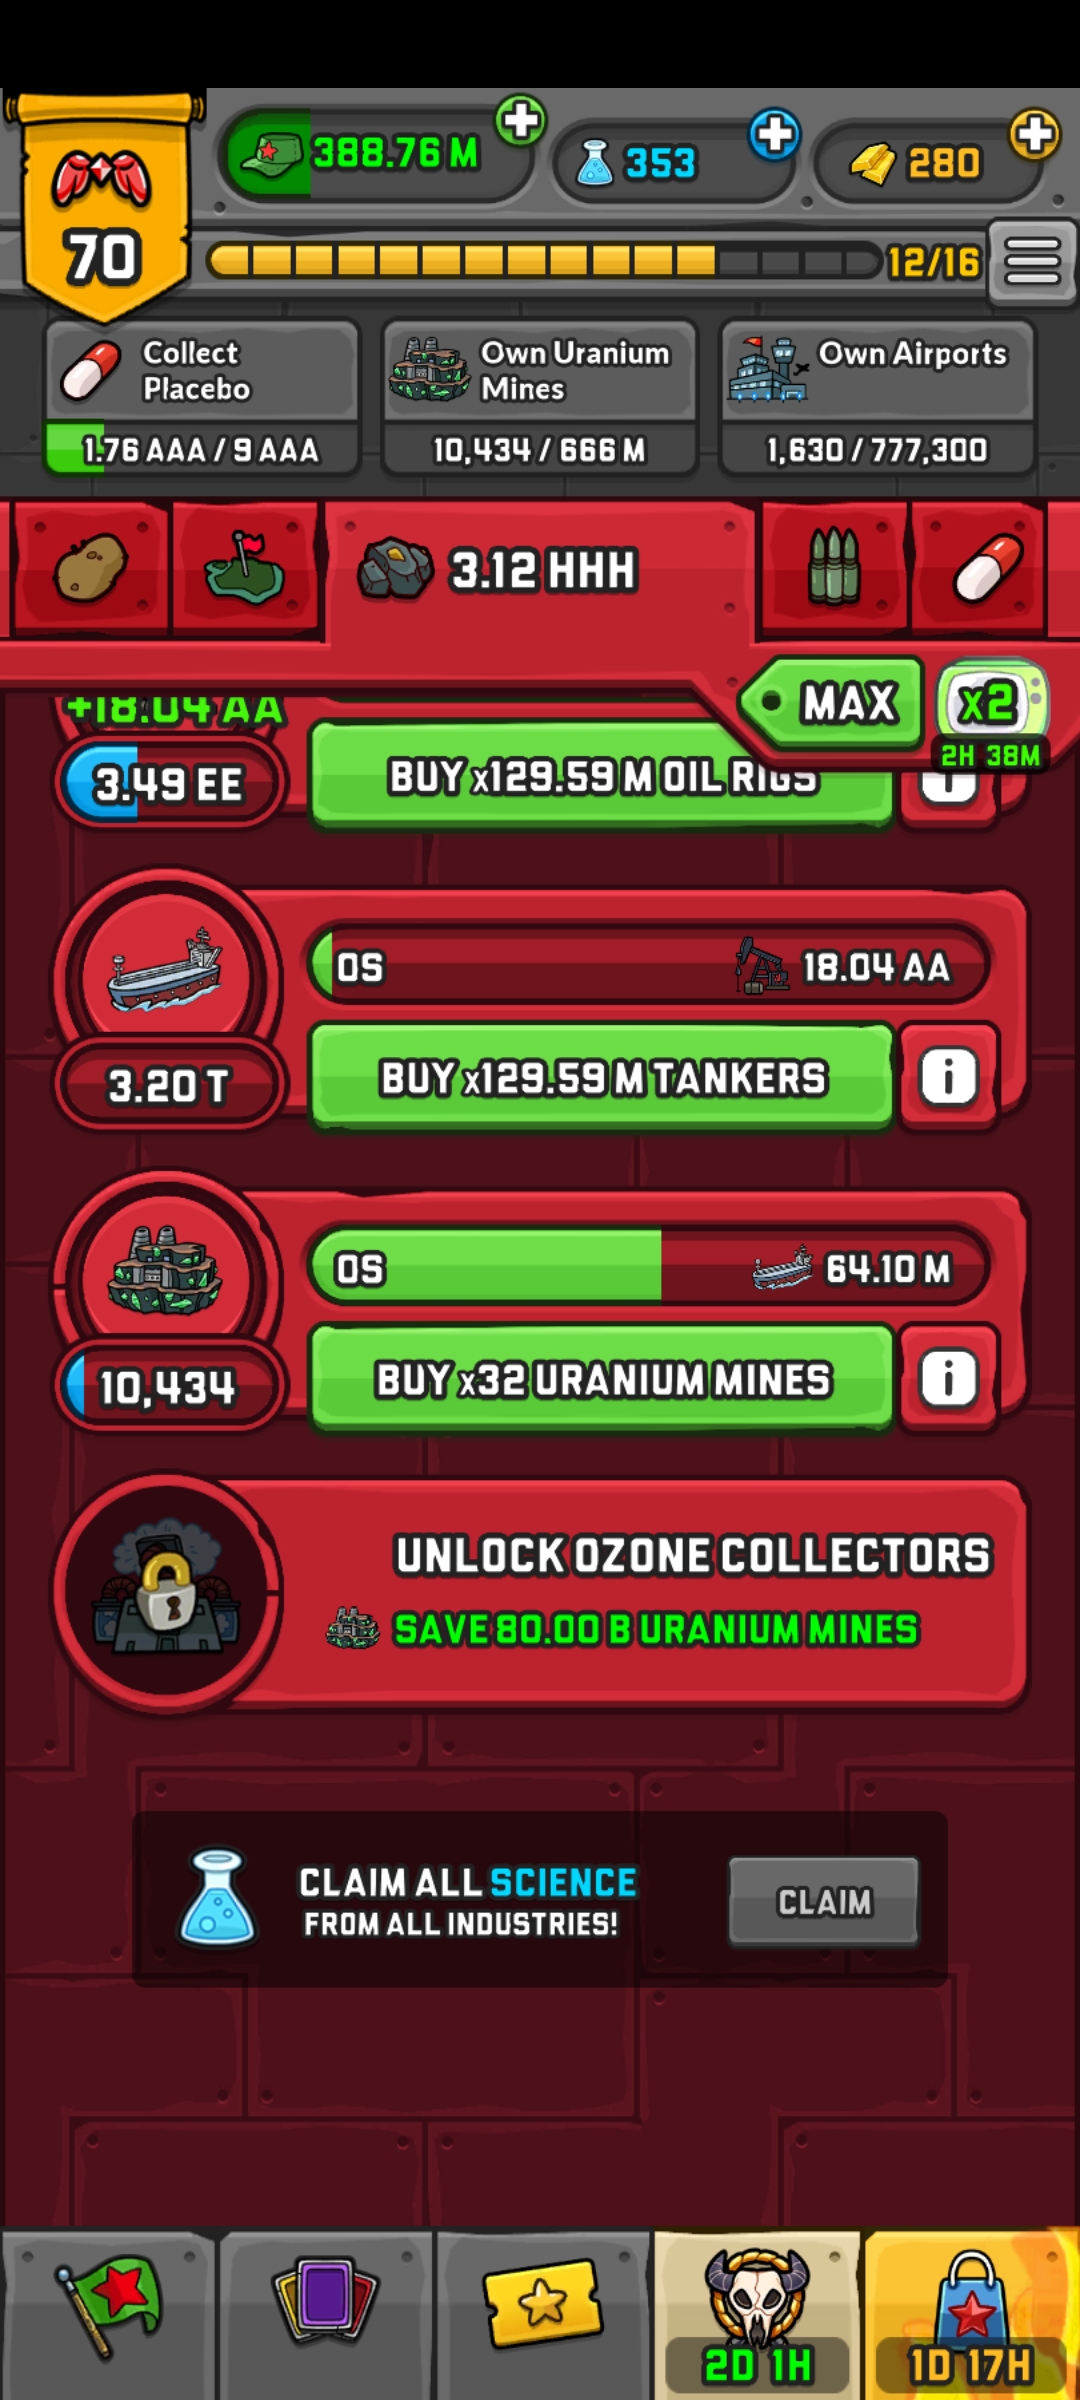 388.76 M
353
280
70
12/16
Collect
Placebo
Own Uranium
Mines
Own Airports
1.76 AAA / 9 AAA
10,434 / 666 M
1,630 / 777,300
3.12 HHH
MAX
x2
2H 38M
+18.04 AA
3.49 EE
BUY x129.59 M OIL RIGS
0S
18.04 AA
3.20 T
BUY x129.59 M TANKERS
i
0S
64.10 M
10,434
BUY x32 URANIUM MINES
i
UNLOCK OZONE COLLECTORS
SAVE 80.00 B URANIUM MINES
CLAIM ALL SCIENCE
FROM ALL INDUSTRIES!
CLAIM
2D 1H
1D 17H